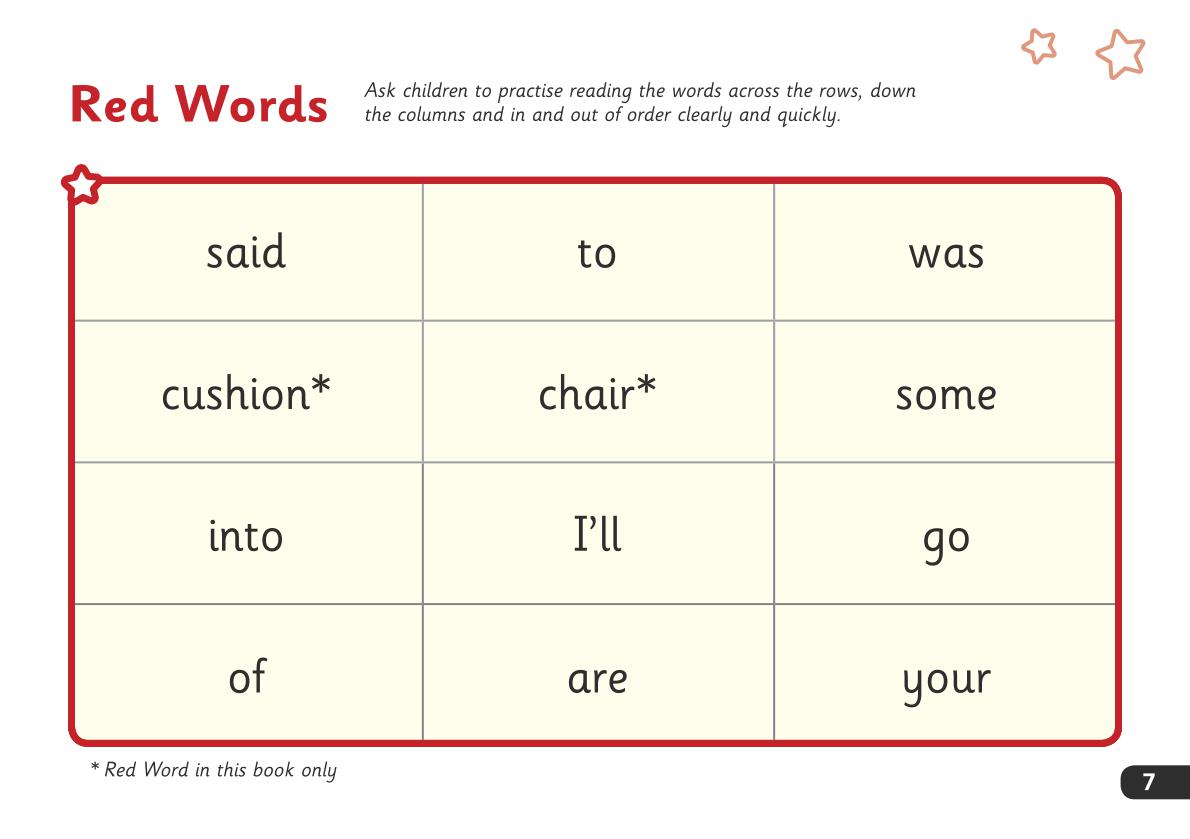 Red Words
Ask children to practise reading the words across the rows, down
the columns and in and out of order clearly and quickly.
said to was
cushion* chair* some
into I’ll go
of are your
* Red Word in this book only
7